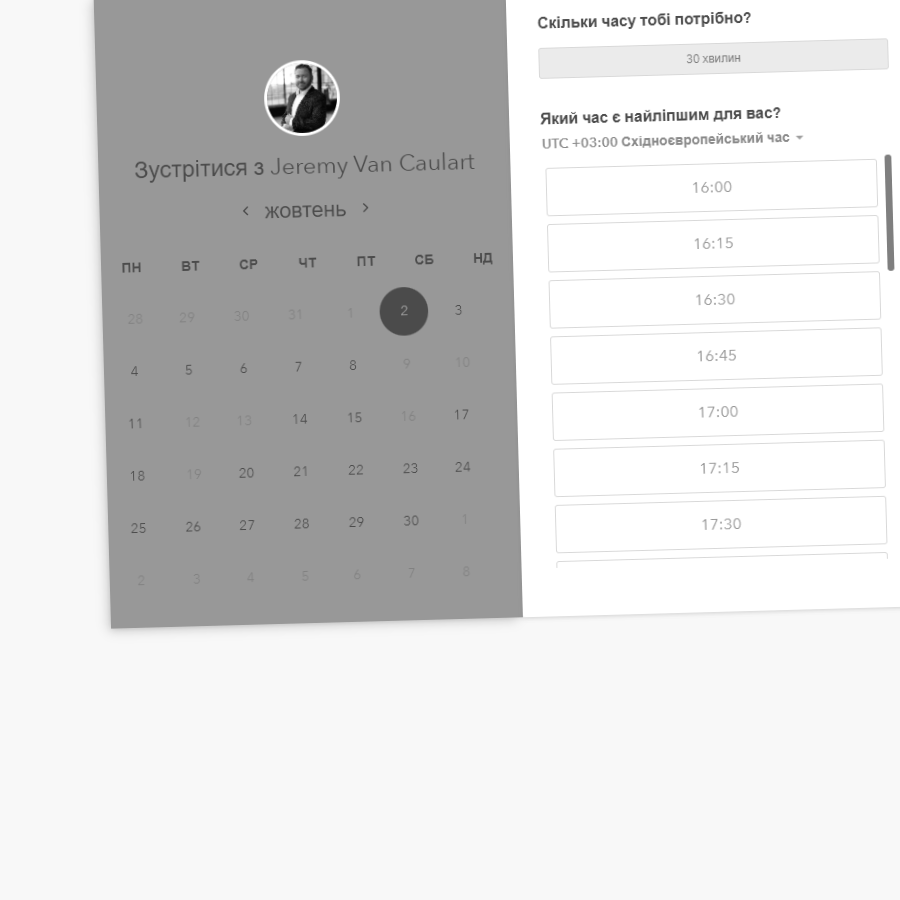 Зустрітися з Jeremy Van Caulart
‹ жовтень ›
ПН ВТ СР ЧТ ПТ СБ НД
28 29 30 31 1 2 3
4 5 6 7 8 9 10
11 12 13 14 15 16 17
18 19 20 21 22 23 24
25 26 27 28 29 30 1
2 3 4 5 6 7 8
Скільки часу тобі потрібно?
30 хвилин
Який час є найліпшим для вас?
UTC +03:00 Східноєвропейський час
16:00
16:15
16:30
16:45
17:00
17:15
17:30